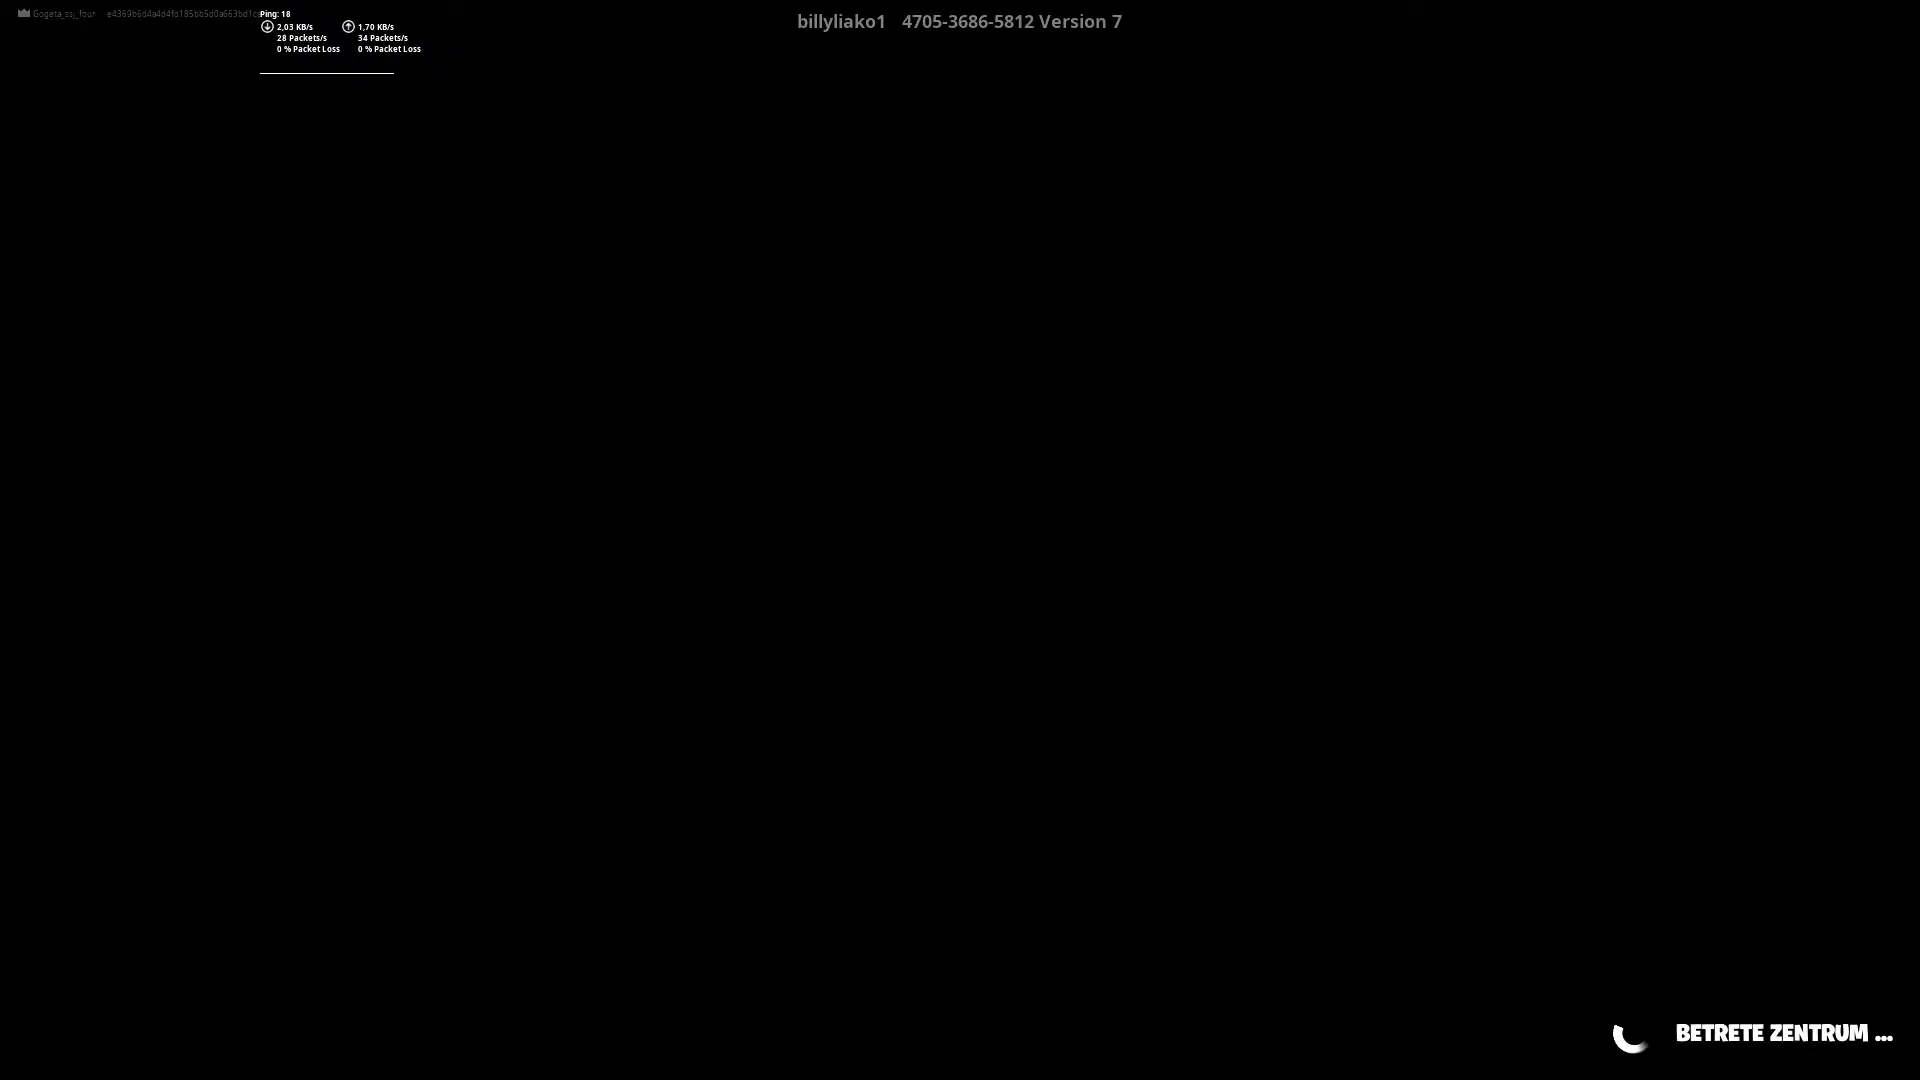 Gogeta_ssj_four
Ping: 18
2,03 KB/s 1,70 KB/s
28 Packets/s 34 Packets/s
0 % Packet Loss 0 % Packet Loss
billyliako1 4705-3686-5812 Version 7
BETRETE ZENTRUM ...